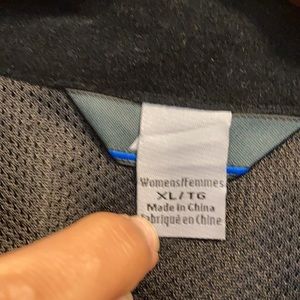 Womens/Femmes
XL/TG
Made in China
Fabriqué en Chine